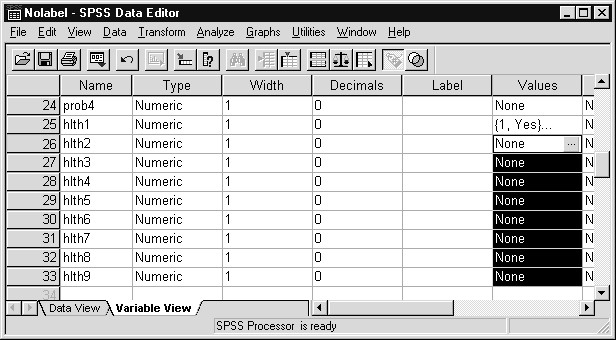 Nolabel - SPSS Data Editor
File Edit View Data Transform Analyze Graphs Utilities Window Help
Name Type Width Decimals Label Values
24 prob4 Numeric 1 0 None N
25 hlth1 Numeric 1 0 {1, Yes}... N
26 hlth2 Numeric 1 0 None ... N
27 hlth3 Numeric 1 0 None N
28 hlth4 Numeric 1 0 None N
29 hlth5 Numeric 1 0 None N
30 hlth6 Numeric 1 0 None N
31 hlth7 Numeric 1 0 None N
32 hlth8 Numeric 1 0 None N
33 hlth9 Numeric 1 0 None N
34
Data View Variable View
SPSS Processor is ready